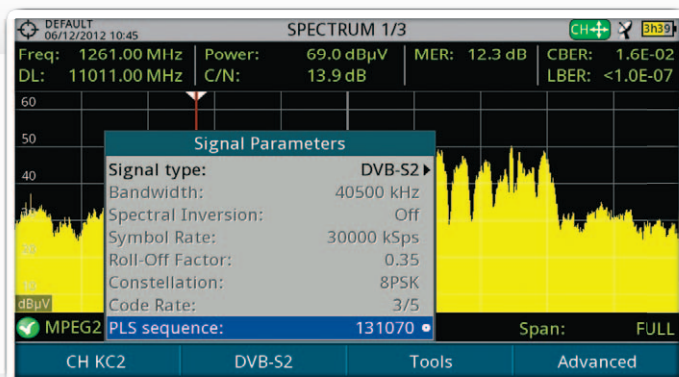 DEFAULT
06/12/2012 10:45 SPECTRUM 1/3 CH 3h39
Freq: 1261.00 MHz Power: 69.0 dBµV MER: 12.3 dB CBER: 1.6E-02
DL: 11011.00 MHz C/N: 13.9 dB LBER: <1.0E-07
60
50
40
Signal Parameters
Signal type: DVB-S2
Bandwidth: 40500 kHz
Spectral Inversion: Off
Symbol Rate: 30000 kSps
Roll-Off Factor: 0.35
Constellation: 8PSK
Code Rate: 3/5
PLS sequence: 131070
dBµV
MPEG2 Span: FULL
CH KC2 DVB-S2 Tools Advanced